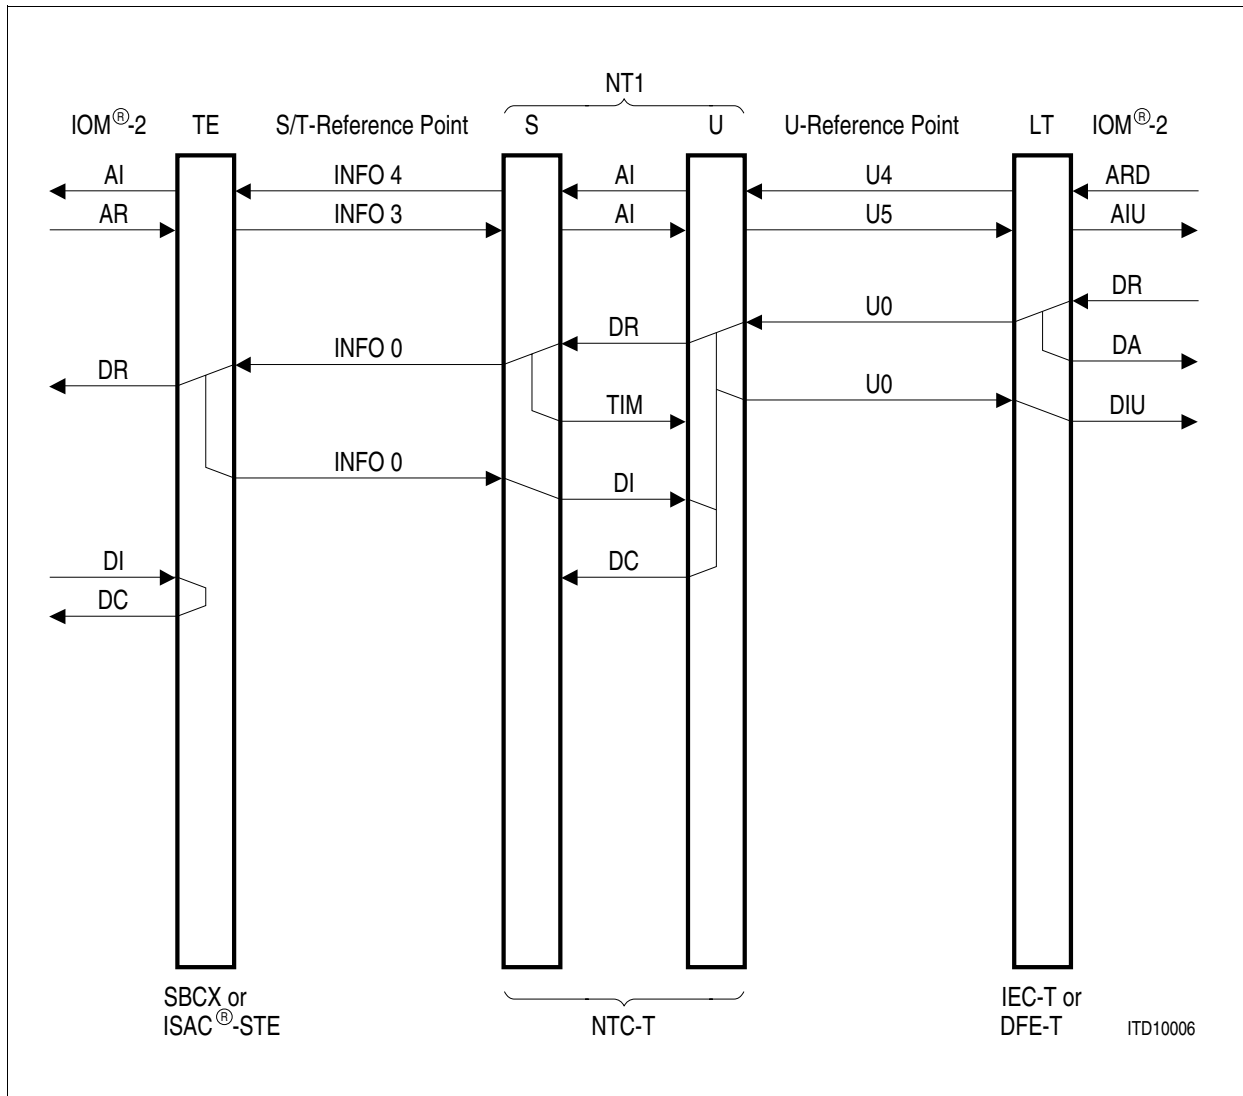 NT1
IOM®-2 TE S/T-Reference Point S U U-Reference Point LT IOM®-2
AI INFO 4 AI U4 ARD
AR INFO 3 AI U5 AIU
DR
U0
DR
DA
INFO 0
DR
U0
TIM
DIU
INFO 0
DI
DI
DC
DC
SBCX or
ISAC®-STE
NTC-T
IEC-T or
DFE-T
ITD10006